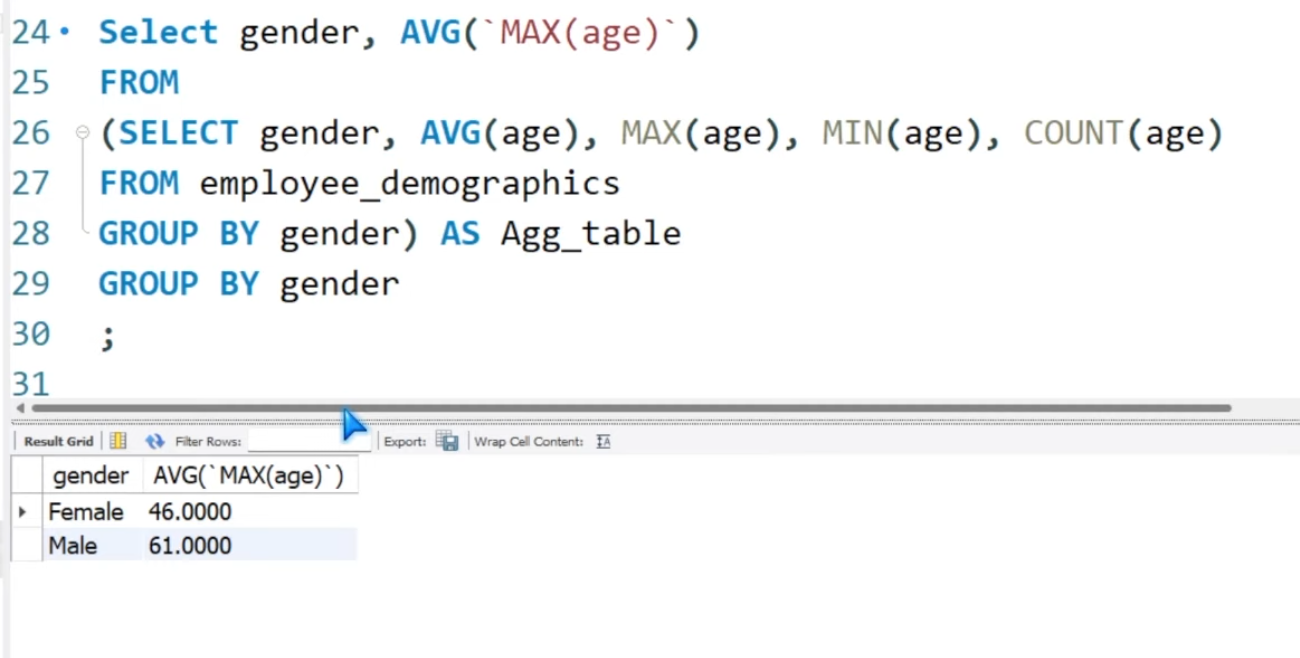 24 Select gender, AVG(`MAX(age)`)
25 FROM
26 (SELECT gender, AVG(age), MAX(age), MIN(age), COUNT(age)
27 FROM employee_demographics
28 GROUP BY gender) AS Agg_table
29 GROUP BY gender
30 ;
31
Result Grid Filter Rows: Export: Wrap Cell Content:
gender AVG(`MAX(age)`)
Female 46.0000
Male 61.0000